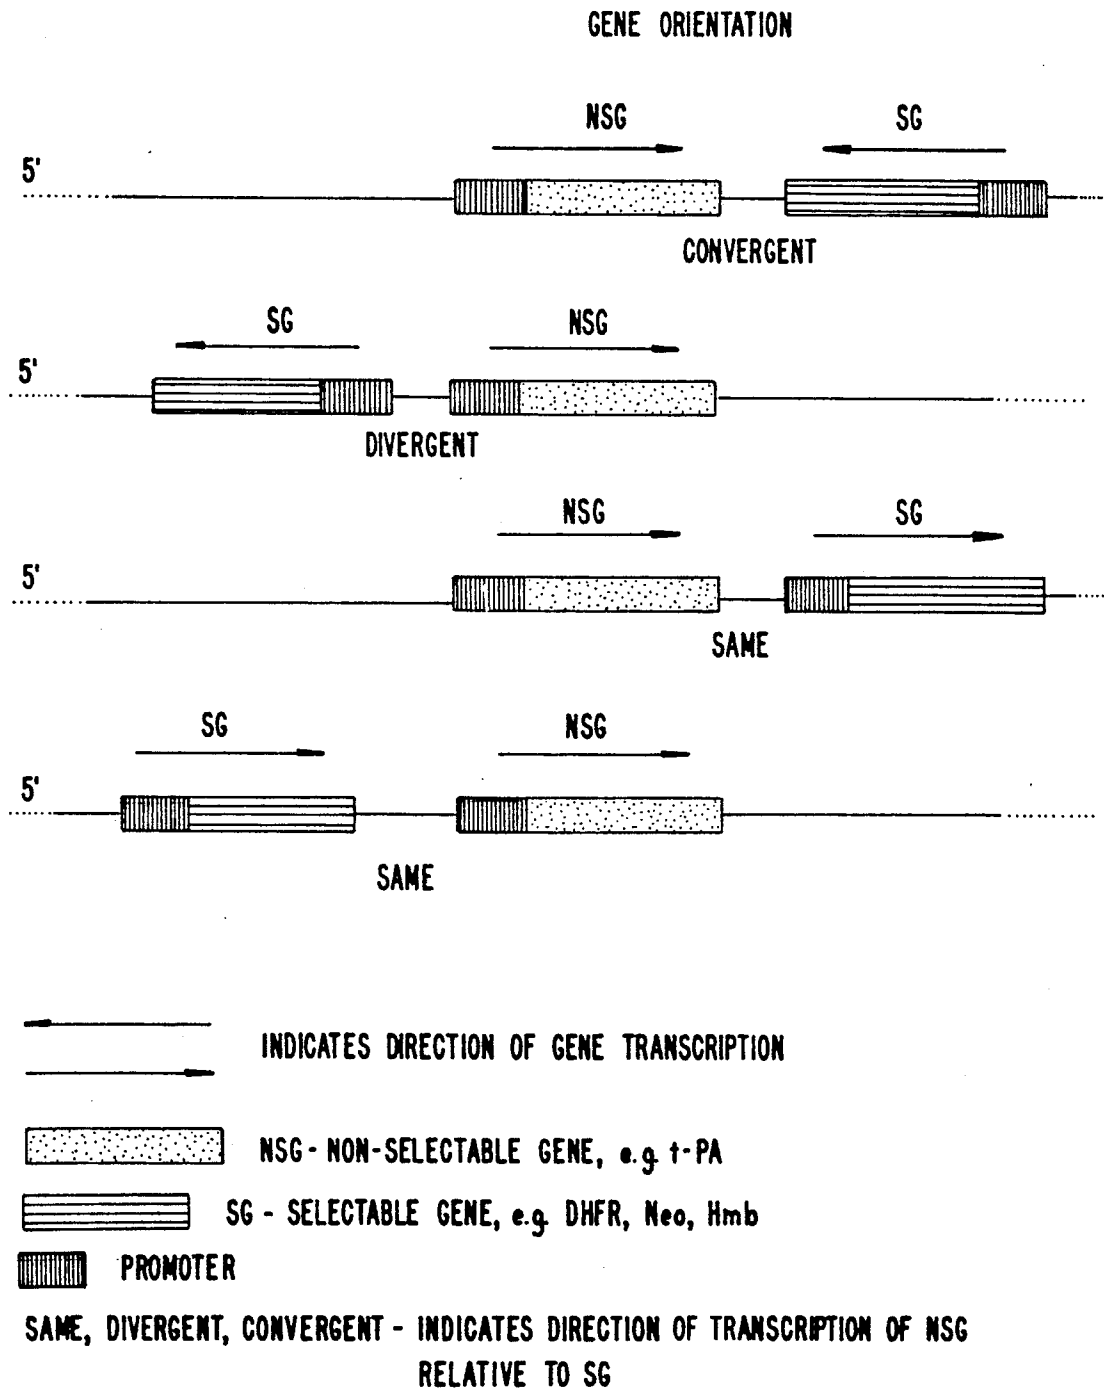 GENE ORIENTATION
NSG
SG
5'
CONVERGENT
SG
NSG
5'
DIVERGENT
NSG
SG
5'
SAME
SG
NSG
5'
SAME
INDICATES DIRECTION OF GENE TRANSCRIPTION
NSG - NON-SELECTABLE GENE, e.g t-PA
SG - SELECTABLE GENE, e.g. DHFR, Neo, Hmb
PROMOTER
SAME, DIVERGENT, CONVERGENT - INDICATES DIRECTION OF TRANSCRIPTION OF NSG
RELATIVE TO SG